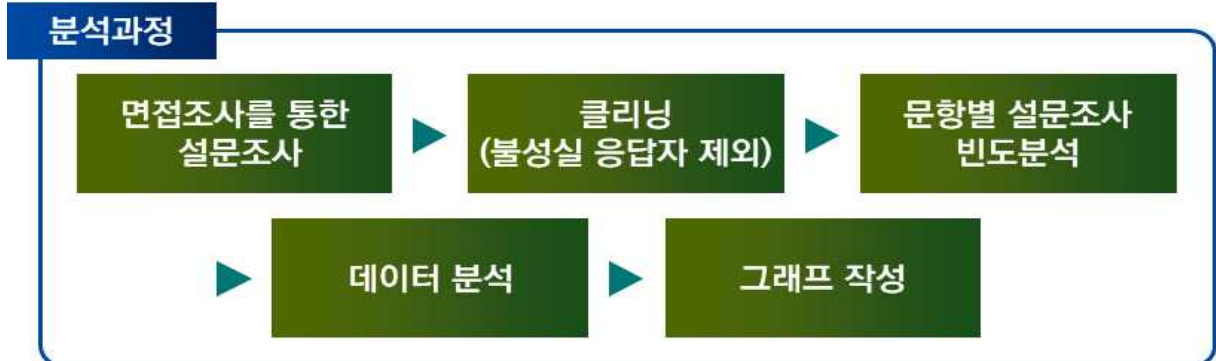 분석과정
면접조사를 통한
설문조사
클리닝
(불성실 응답자 제외)
문항별 설문조사
빈도분석
데이터 분석
그래프 작성